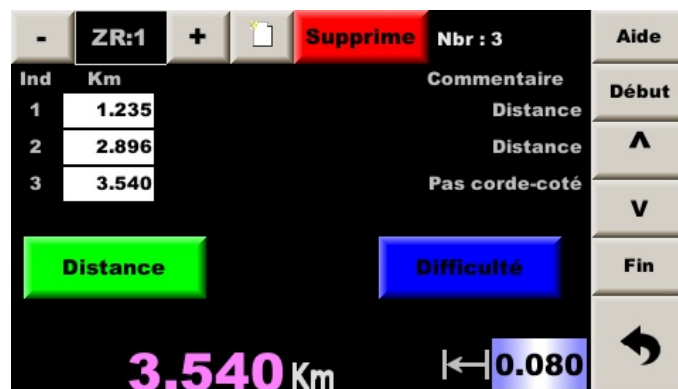 - ZR:1 + Supprime Nbr : 3 Aide
Ind Km Commentaire Début
1 1.235 Distance
2 2.896 Distance
3 3.540 Pas corde-coté
Distance Difficulté Fin
3.540 Km 0.080